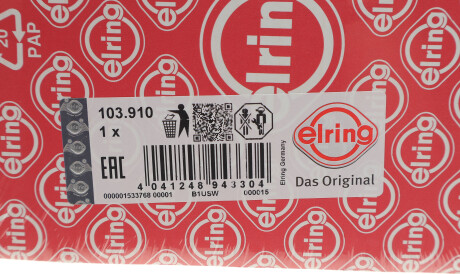 20
PAP
elring
103.910
1 x
EAC
4 041248 943304
000001533768 00001 B1USW 000015
Elring Germany
elring
Das Original